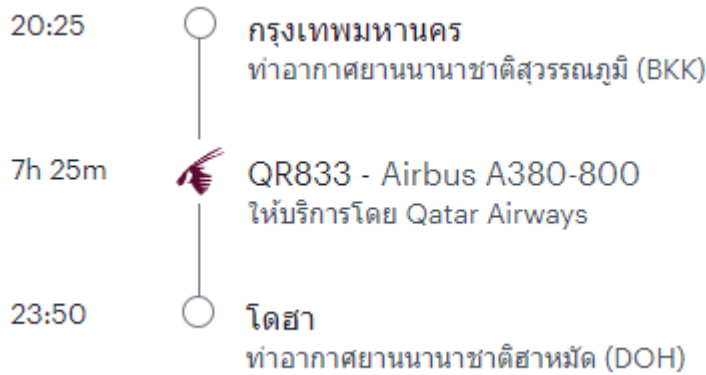 20:25
กรุงเทพมหานคร
ท่าอากาศยานนานาชาติสุวรรณภูมิ (BKK)
7h 25m
QR833 - Airbus A380-800
ให้บริการโดย Qatar Airways
23:50
โดฮา
ท่าอากาศยานนานาชาติฮาหมัด (DOH)